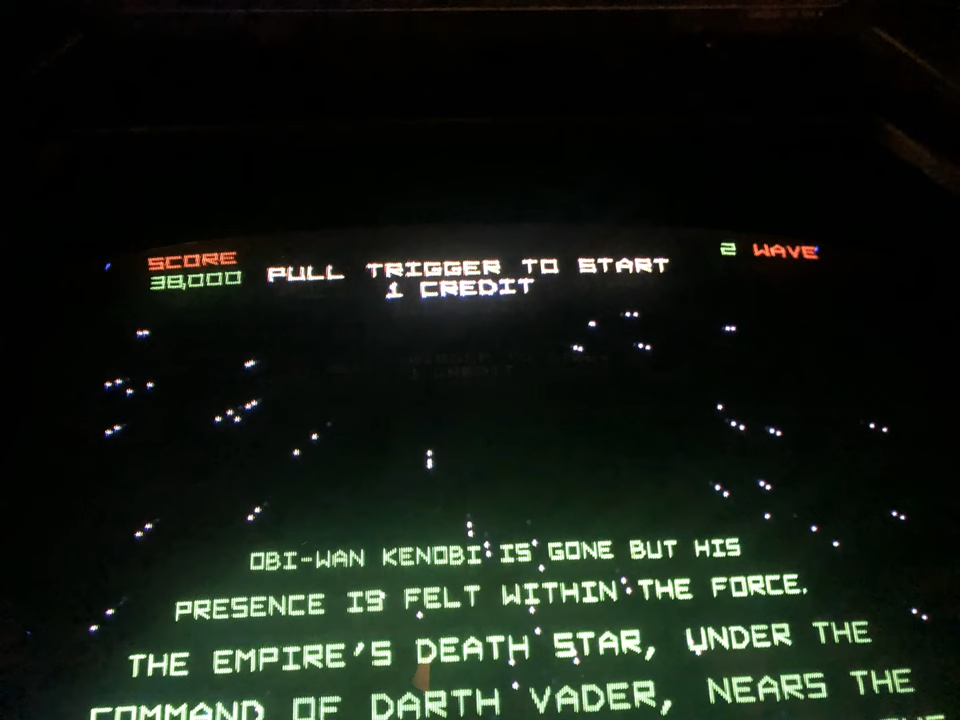 SCORE
38,000
PULL TRIGGER TO START
1 CREDIT
2 WAVE
OBI-WAN KENOBI IS GONE BUT HIS
PRESENCE IS FELT WITHIN THE FORCE.
THE EMPIRE'S DEATH STAR, UNDER THE
COMMAND OF DARTH VADER, NEARS THE